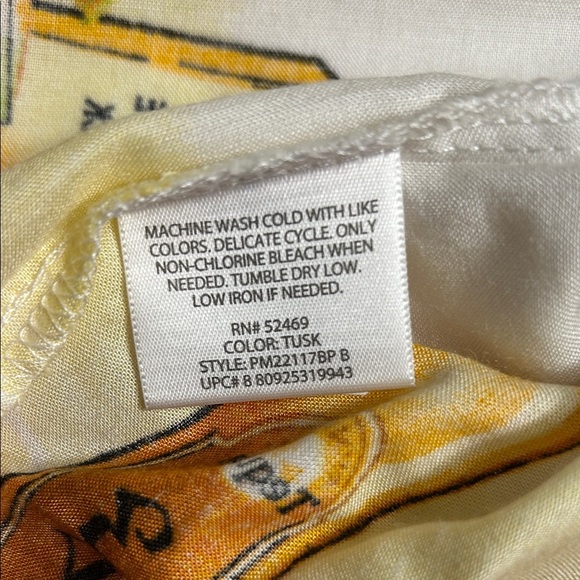 MACHINE WASH COLD WITH LIKE
COLORS. DELICATE CYCLE. ONLY
NON-CHLORINE BLEACH WHEN
NEEDED. TUMBLE DRY LOW.
LOW IRON IF NEEDED.
RN# 52469
COLOR: TUSK
STYLE: PM22117BP B
UPC# 8 80925319943